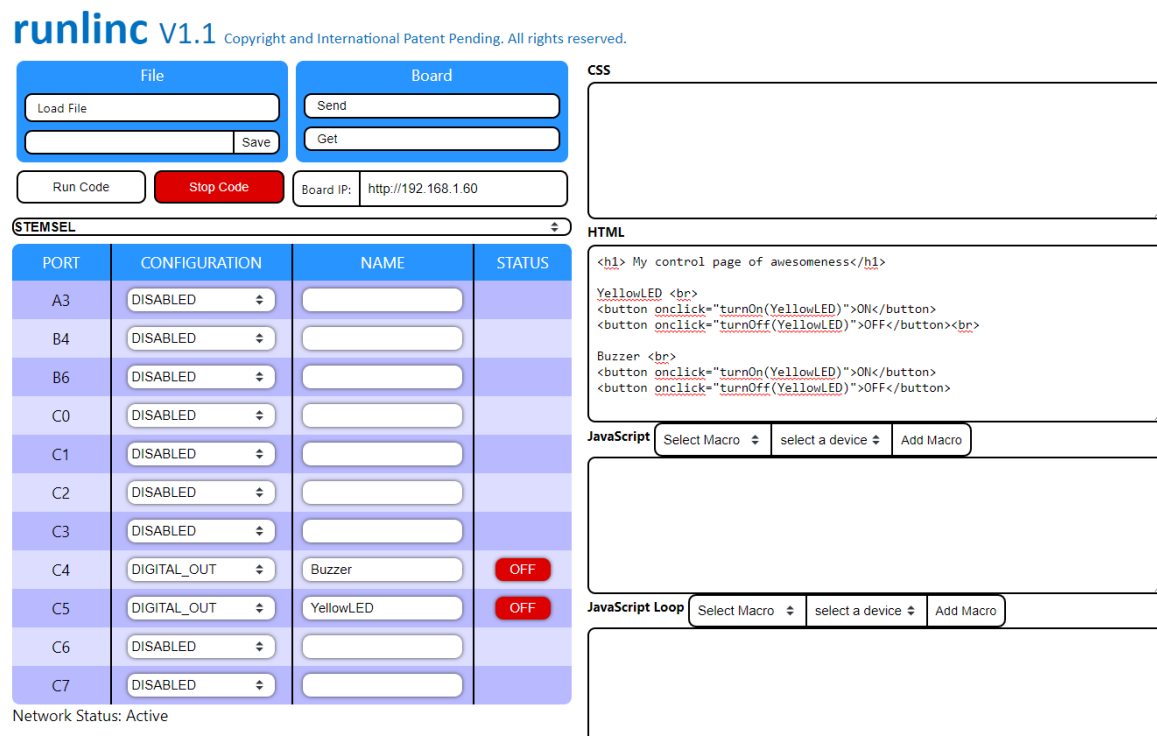 runlinc V1.1 Copyright and International Patent Pending. All rights reserved.
File
Load File
Save
Board
Send
Get
Run Code
Stop Code
Board IP:
http://192.168.1.60
STEMSEL
PORT CONFIGURATION NAME STATUS
A3 DISABLED
B4 DISABLED
B6 DISABLED
C0 DISABLED
C1 DISABLED
C2 DISABLED
C3 DISABLED
C4 DIGITAL_OUT Buzzer OFF
C5 DIGITAL_OUT YellowLED OFF
C6 DISABLED
C7 DISABLED
Network Status: Active
CSS
HTML
<h1> My control page of awesomeness</h1>
YellowLED <br>
<button onclick="turnOn(YellowLED)">ON</button>
<button onclick="turnOff(YellowLED)">OFF</button><br>
Buzzer <br>
<button onclick="turnOn(YellowLED)">ON</button>
<button onclick="turnOff(YellowLED)">OFF</button>
JavaScript Select Macro select a device Add Macro
JavaScript Loop Select Macro select a device Add Macro